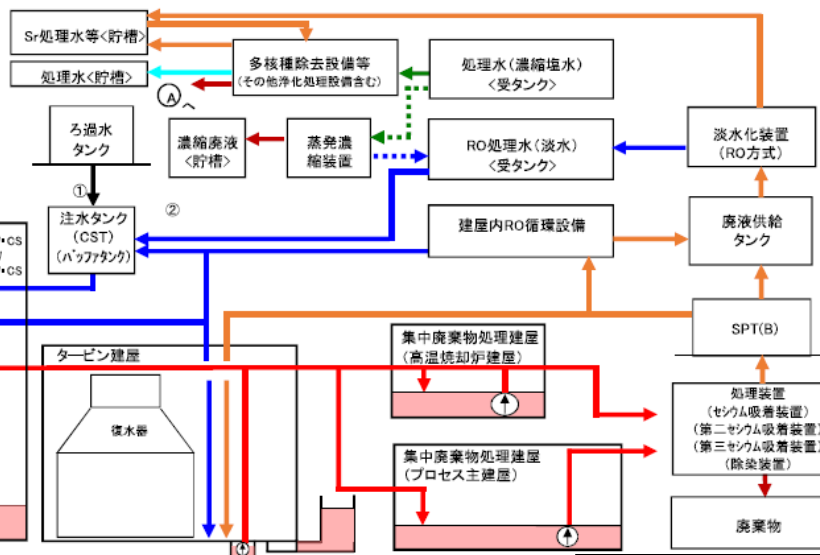 Sr処理水等<貯槽>
処理水<貯槽>
多核種除去設備等
(その他浄化処理設備含む)
処理水(濃縮塩水)
<受タンク>
A
へ
ろ過水
タンク
濃縮廃液
<貯槽>
蒸発濃
縮装置
RO処理水(淡水)
<受タンク>
淡水化装置
(RO方式)
①
②
注水タンク
(CST)
(バッファタンク)
建屋内RO循環設備
廃液供給
タンク
・CS
・CS
SPT(B)
タービン建屋
復水器
集中廃棄物処理建屋
(高温焼却炉建屋)
集中廃棄物処理建屋
(プロセス主建屋)
処理装置
(セシウム吸着装置)
(第二セシウム吸着装置)
(第三セシウム吸着装置)
(除染装置)
廃棄物